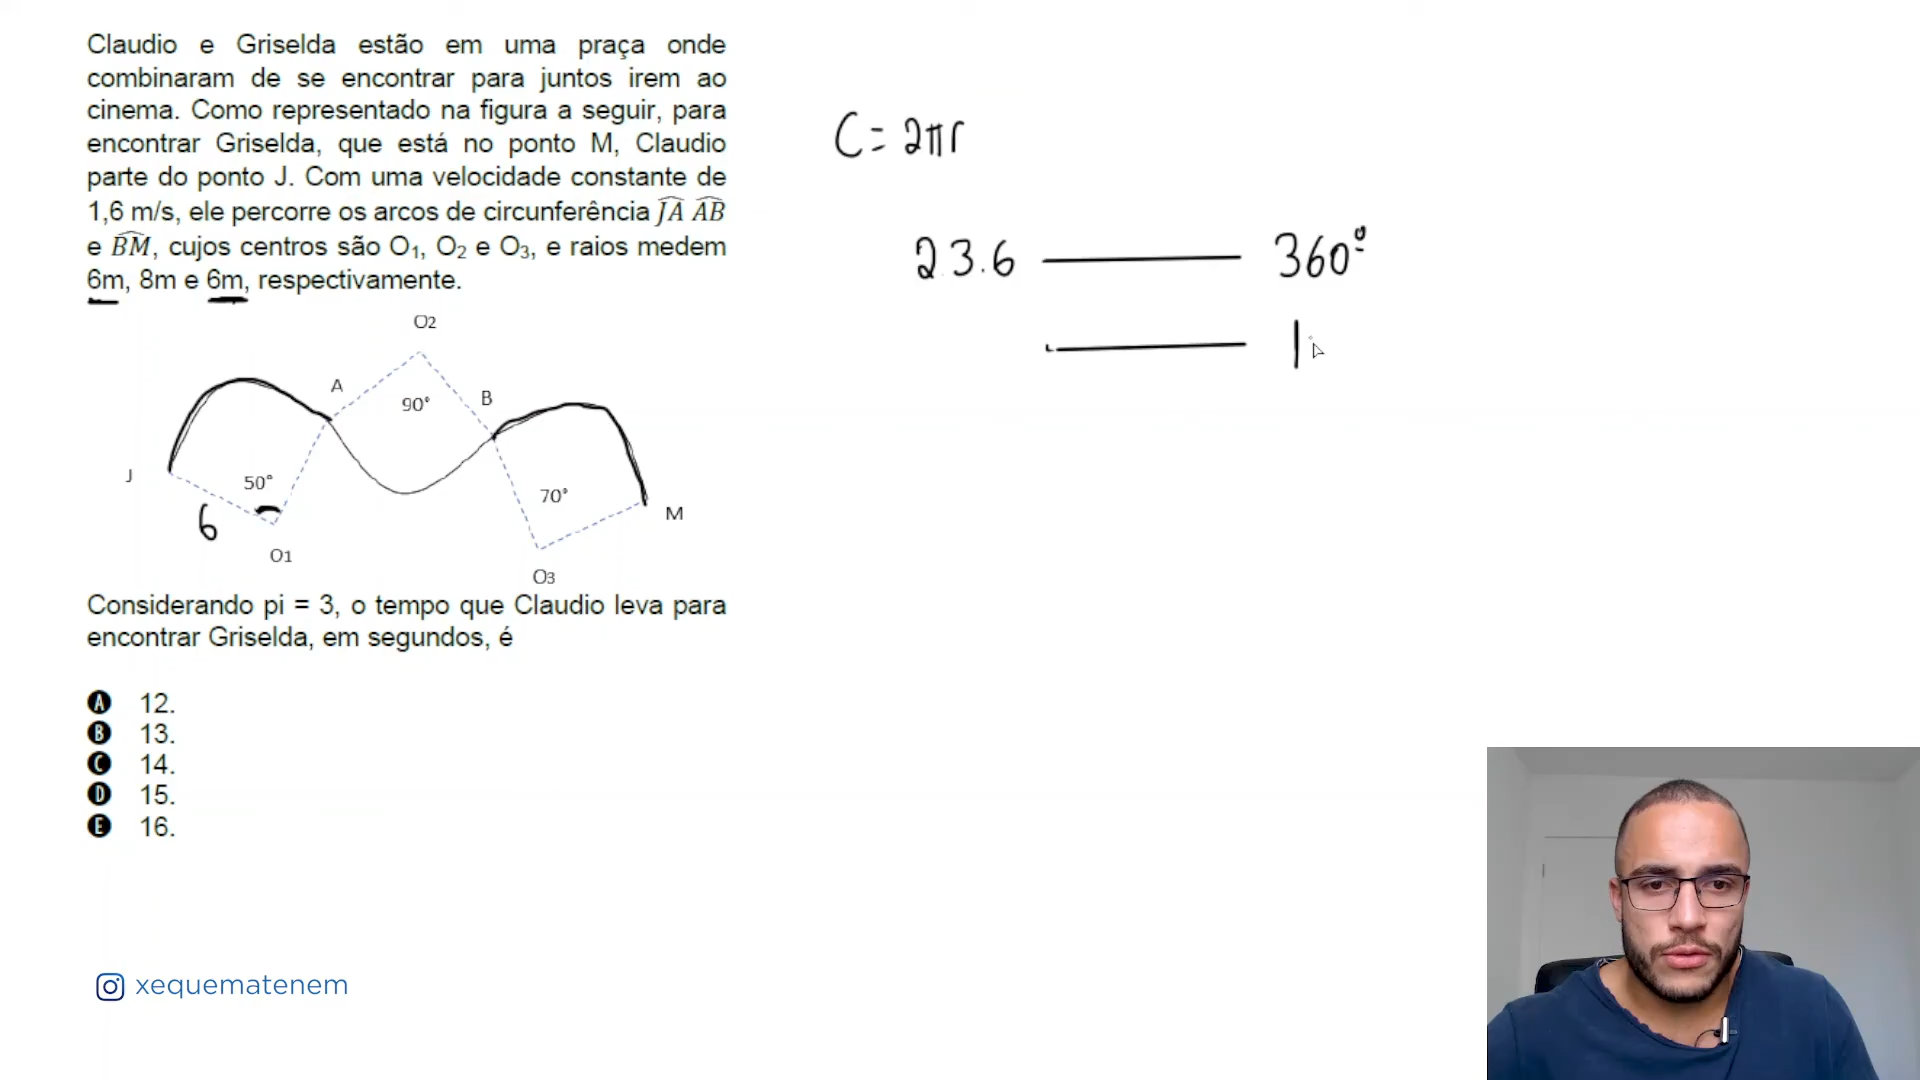 Claudio e Griselda estão em uma praça onde
combinaram de se encontrar para juntos irem ao
cinema. Como representado na figura a seguir, para
encontrar Griselda, que está no ponto M, Claudio
parte do ponto J. Com uma velocidade constante de
1,6 m/s, ele percorre os arcos de circunferência J͡A A͡B
e B͡M, cujos centros são O₁, O₂ e O₃, e raios medem
6m, 8m e 6m, respectivamente.
C = 2πr
2.3.6 360°
1
O2
A
B
90°
J
50°
70°
M
6
O1
O3
Considerando pi = 3, o tempo que Claudio leva para
encontrar Griselda, em segundos, é
A 12.
B 13.
C 14.
D 15.
E 16.
xequematenem